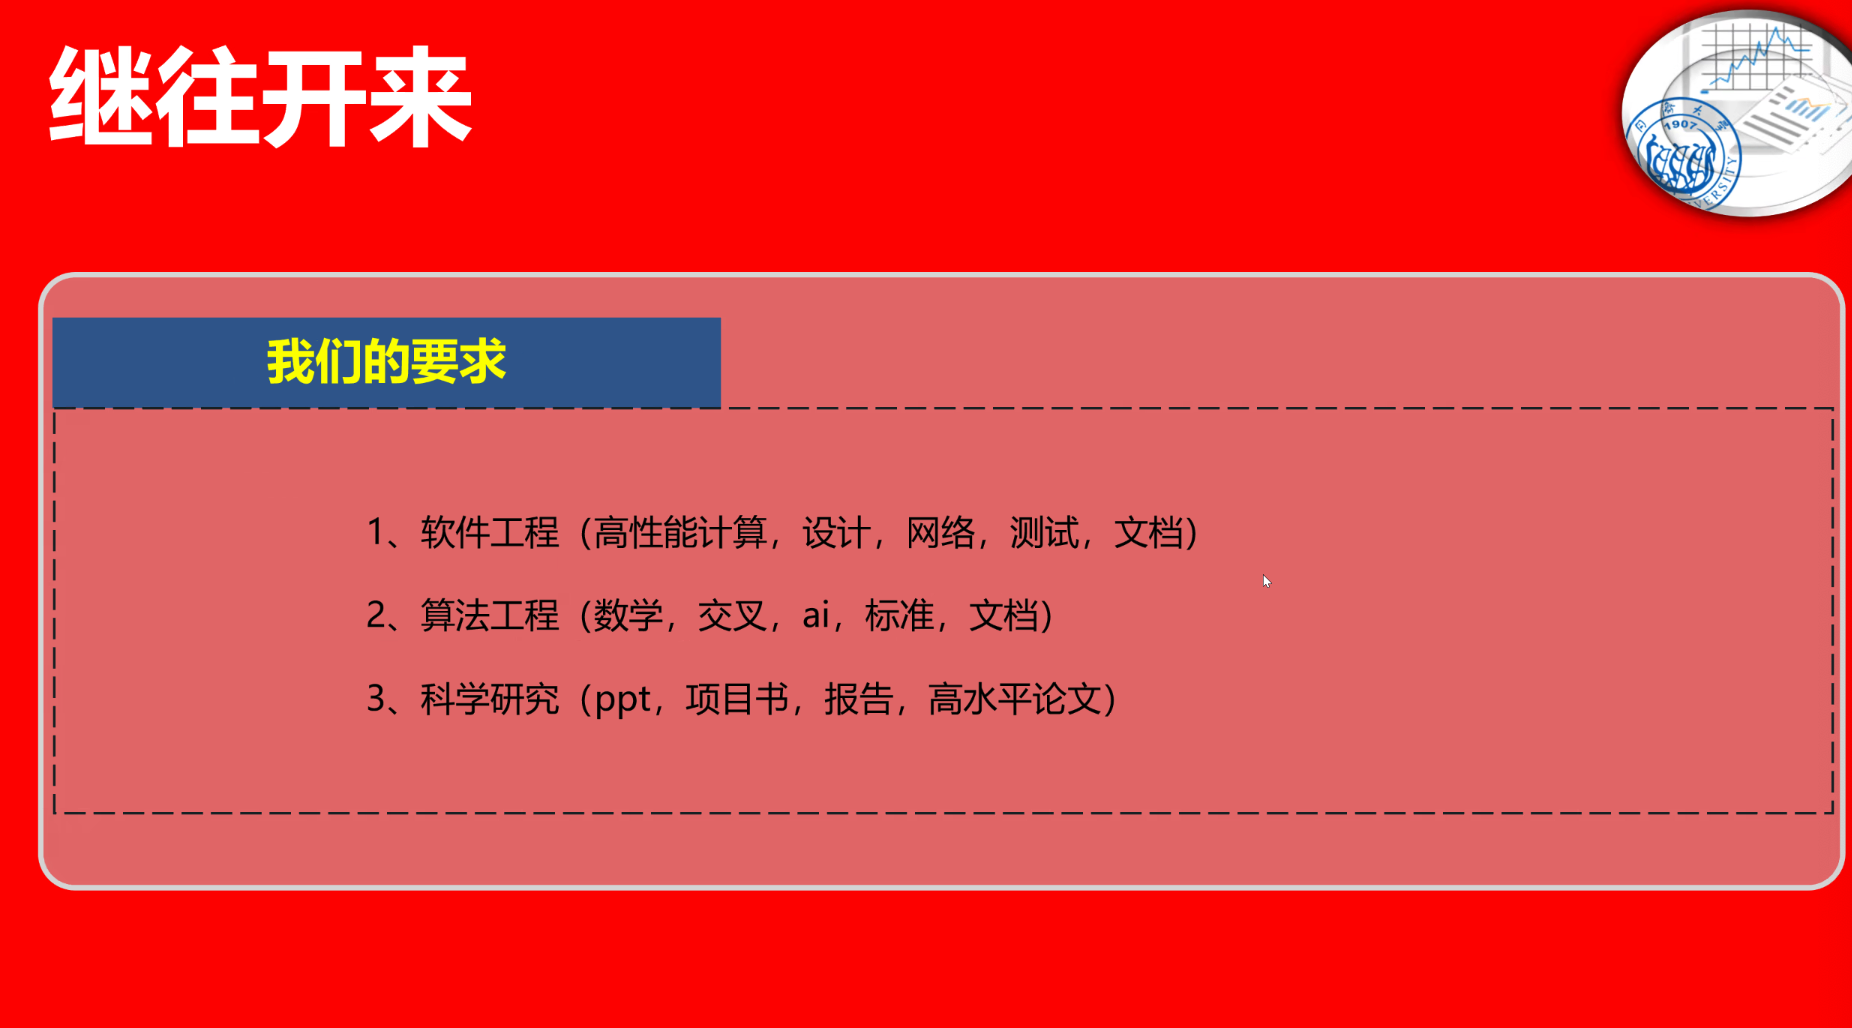 继往开来
1907
我们的要求
1、软件工程（高性能计算，设计，网络，测试，文档）
2、算法工程（数学，交叉，ai，标准，文档）
3、科学研究（ppt，项目书，报告，高水平论文）